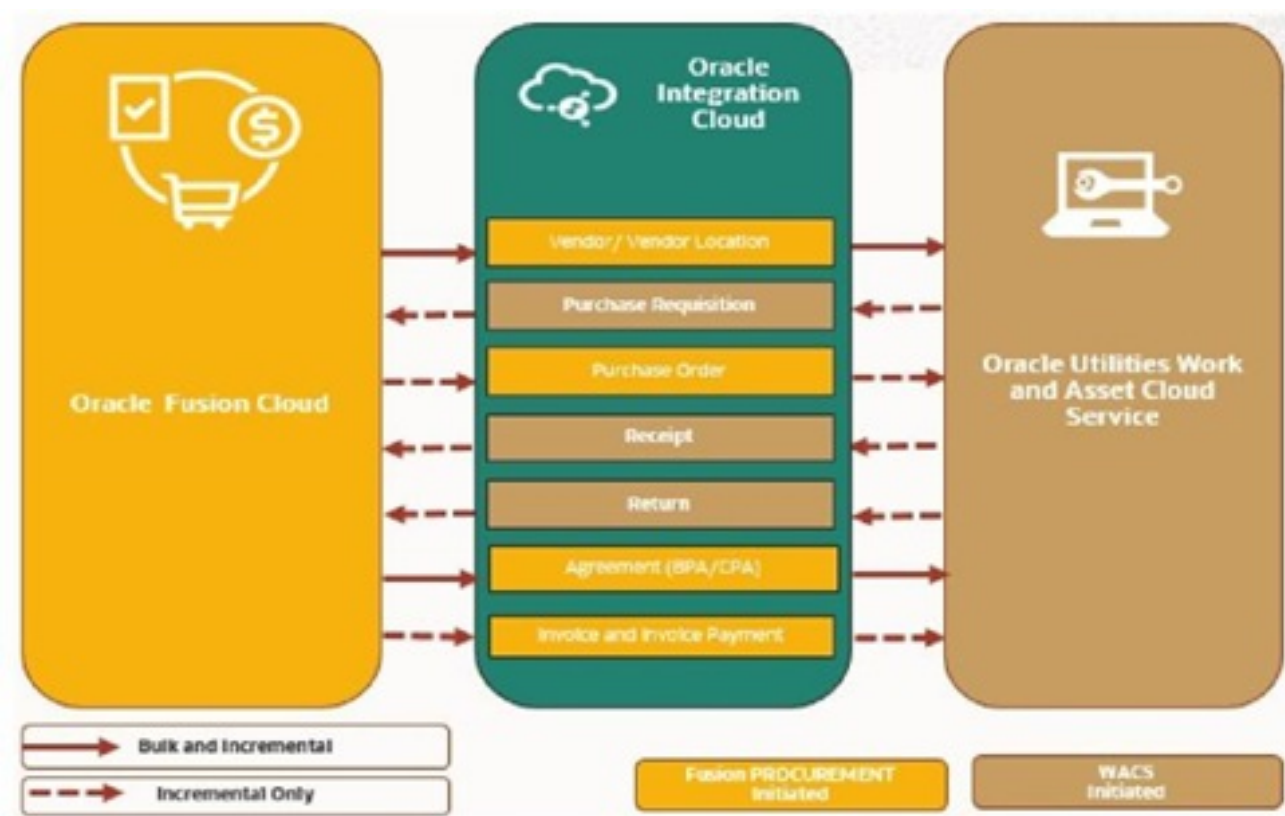 Oracle
Integration
Cloud
Vendor/ Vendor Location
Purchase Requisition
Purchase Order
Receipt
Return
Agreement (BPA/CPA)
Invoice and Invoice Payment
Oracle Fusion Cloud
Oracle Utilities Work
and Asset Cloud
Service
Bulk and Incremental
Incremental Only
Fusion PROCUREMENT
Initiated
WACS
Initiated